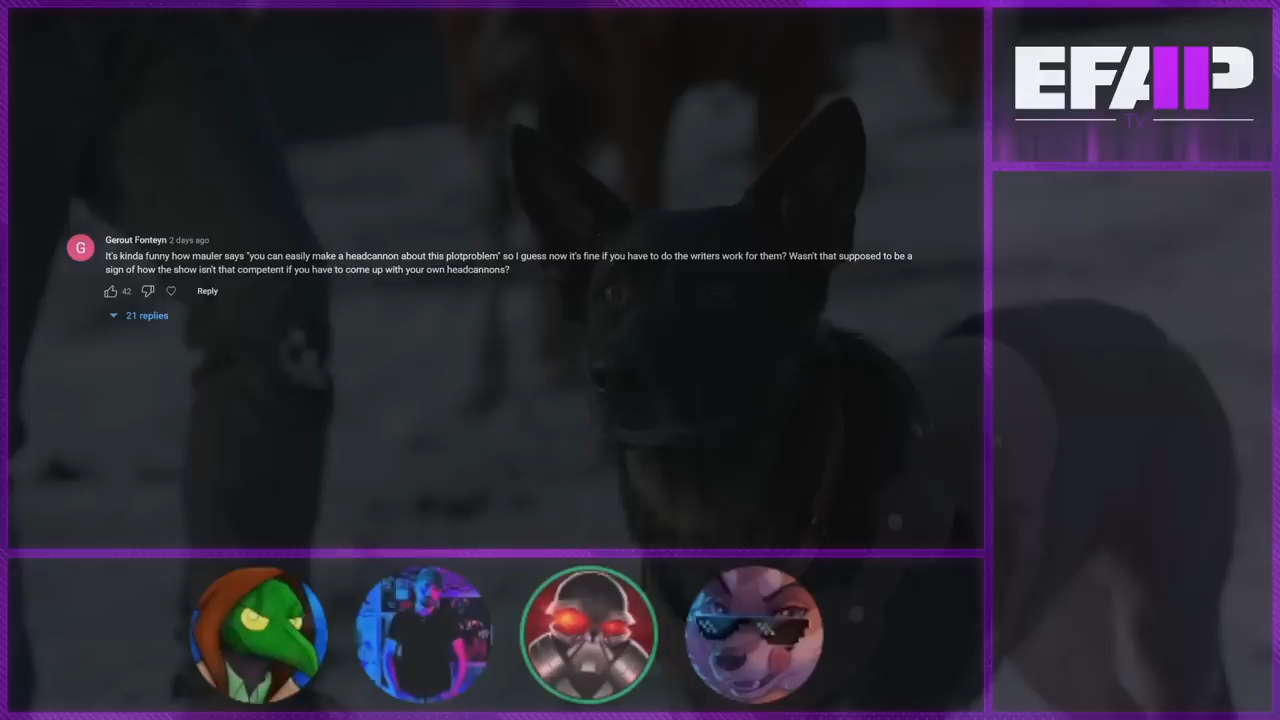 EFAP
TV
G
Gerout Fonteyn 2 days ago
It's kinda funny how mauler says "you can easily make a headcannon about this plotproblem" so I guess now it's fine if you have to do the writers work for them? Wasn't that supposed to be a
sign of how the show isn't that competent if you have to come up with your own headcannons?
42 Reply
21 replies